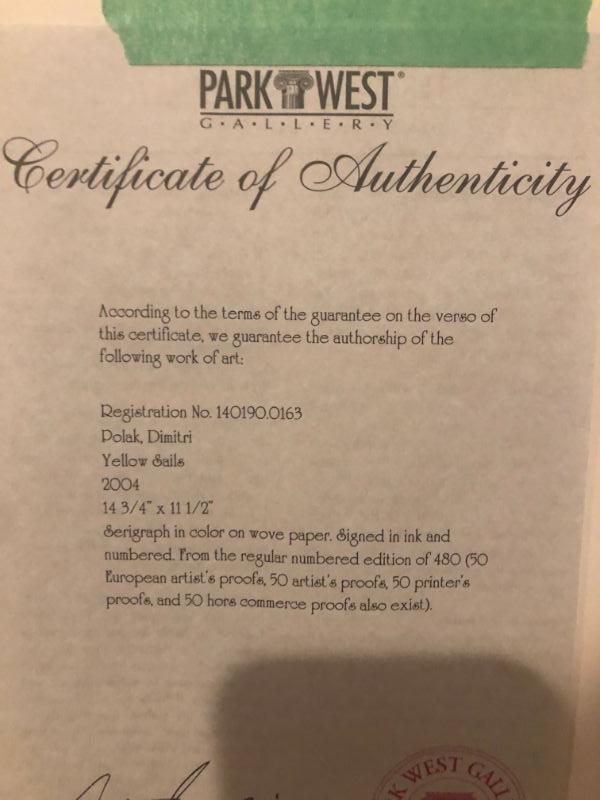 PARK WEST®
G·A·L·L·E·R·Y
Certificate of Authenticity
According to the terms of the guarantee on the verso of
this certificate, we guarantee the authorship of the
following work of art:
Registration No. 140190.0163
Polak, Dimitri
Yellow Sails
2004
14 3/4" x 11 1/2"
Serigraph in color on wove paper. Signed in ink and
numbered. From the regular numbered edition of 480 (50
European artist's proofs, 50 artist's proofs, 50 printer's
proofs, and 50 hors commerce proofs also exist).
WEST